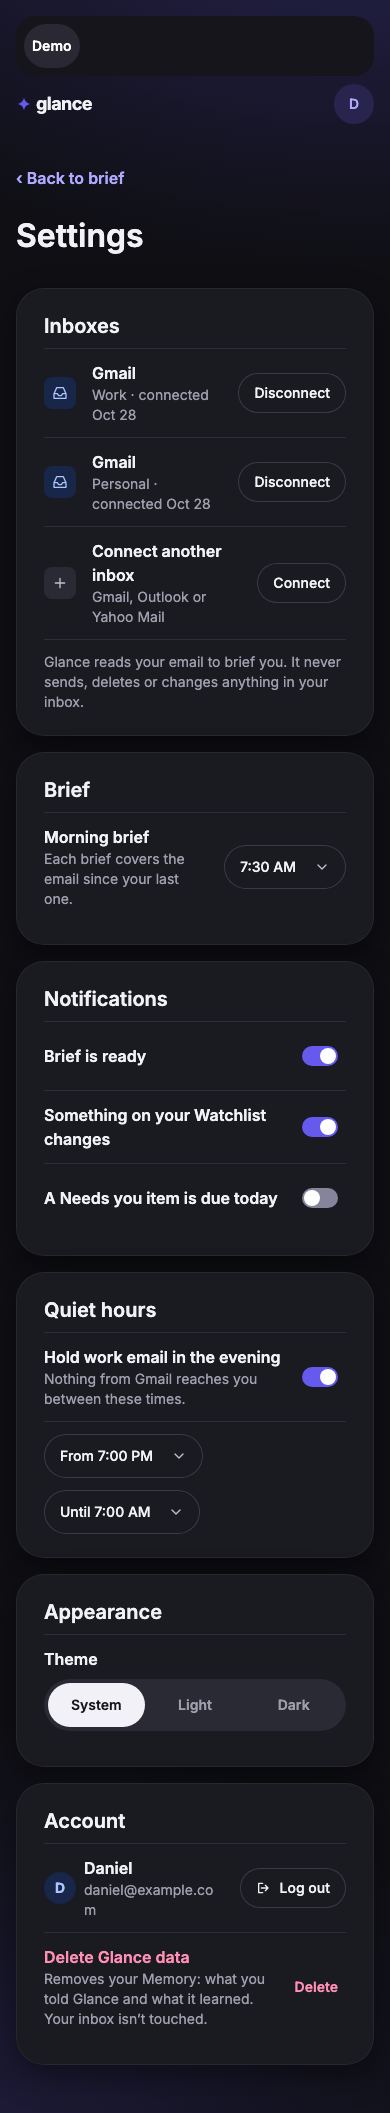 Demo
glance
D
‹ Back to brief
Settings
Inboxes
Gmail
Work · connected
Oct 28
Disconnect
Gmail
Personal ·
connected Oct 28
Disconnect
Connect another
inbox
Gmail, Outlook or
Yahoo Mail
Connect
Glance reads your email to brief you. It never
sends, deletes or changes anything in your
inbox.
Brief
Morning brief
Each brief covers the
email since your last
one.
7:30 AM
Notifications
Brief is ready
Something on your Watchlist
changes
A Needs you item is due today
Quiet hours
Hold work email in the evening
Nothing from Gmail reaches you
between these times.
From 7:00 PM
Until 7:00 AM
Appearance
Theme
System
Light
Dark
Account
D
Daniel
daniel@example.co
m
Log out
Delete Glance data
Removes your Memory: what you
told Glance and what it learned.
Your inbox isn’t touched.
Delete